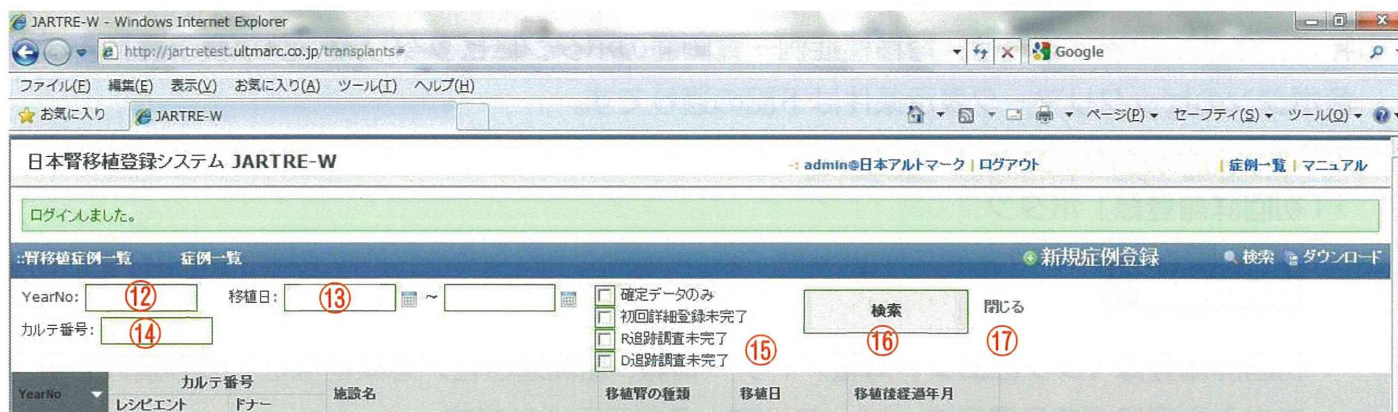 JARTRE-W - Windows Internet Explorer
http://jartretest.ultmarc.co.jp/transplants# Google
ファイル(F) 編集(E) 表示(V) お気に入り(A) ツール(T) ヘルプ(H)
お気に入り JARTRE-W ページ(P) セーフティ(S) ツール(O)
日本腎移植登録システム JARTRE-W -: admin@日本アルトマーク | ログアウト | 症例一覧 | マニュアル
ログインしました。
::腎移植症例一覧 症例一覧 新規症例登録 検索 ダウンロード
YearNo: ⑫ 移植日: ⑬ ~ 確定データのみ
初回詳細登録未完了
カルテ番号: ⑭ R追跡調査未完了
D追跡調査未完了 ⑮
検索 ⑯ 閉じる ⑰
YearNo カルテ番号 施設名 移植腎の種類 移植日 移植後経過年月
レシピエント ドナー